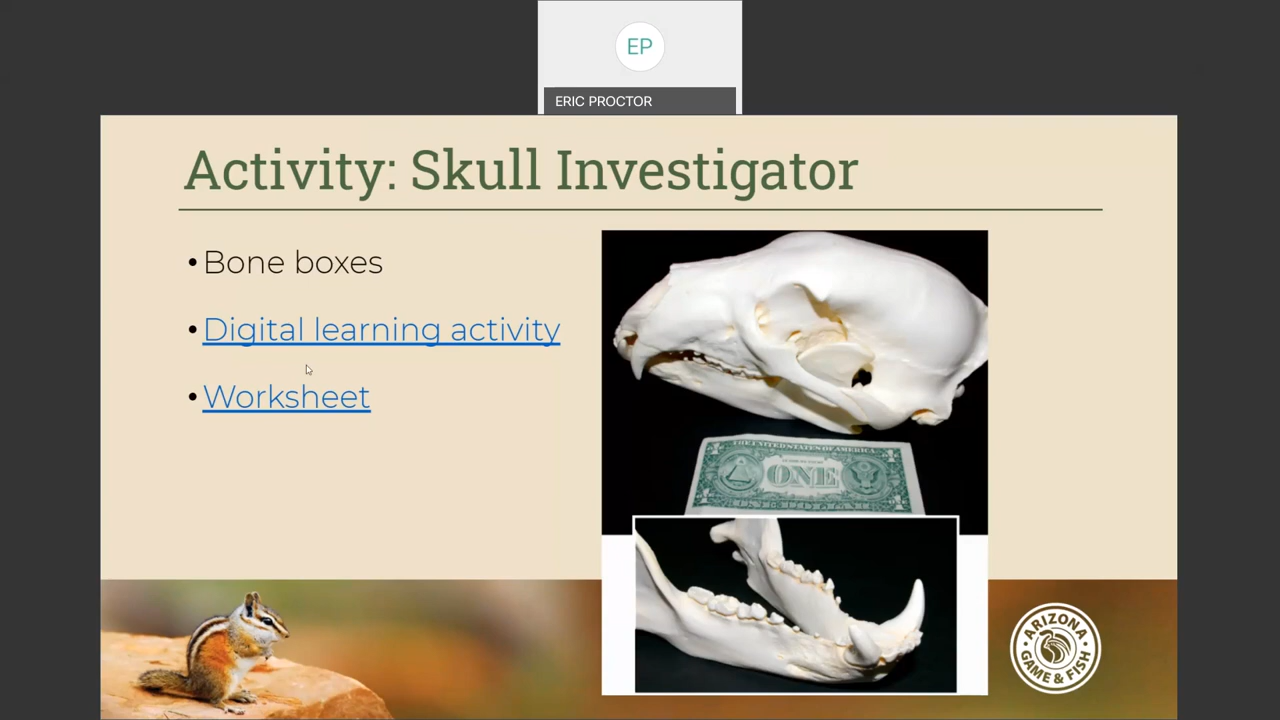 EP
ERIC PROCTOR
Activity: Skull Investigator
•Bone boxes
•Digital learning activity
•Worksheet
THE UNITED STATES OF AMERICA
ONE
ARIZONA
GAME & FISH